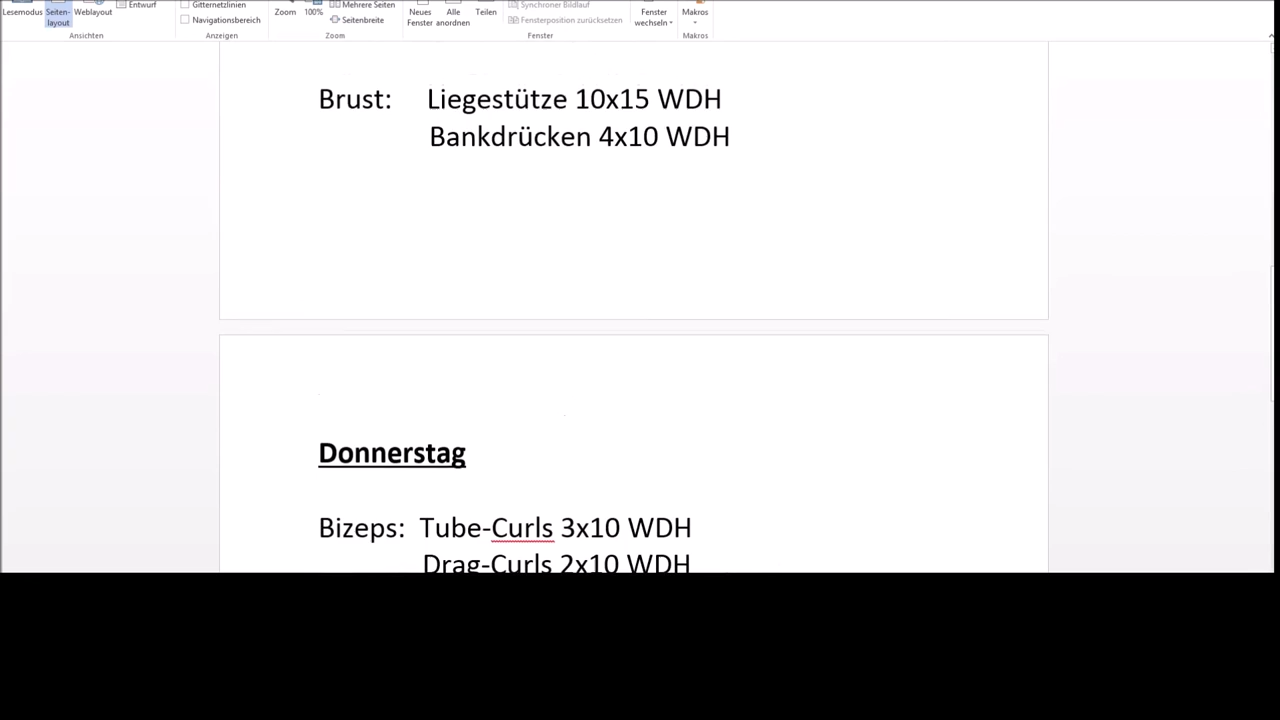 Lesemodus Seiten-layout Weblayout Entwurf
Ansichten
Gitternetzlinien
Navigationsbereich
Anzeigen
Zoom 100% Mehrere Seiten
Seitenbreite
Zoom
Neues Fenster Alle anordnen Teilen
Synchroner Bildlauf
Fensterposition zurücksetzen
Fenster wechseln
Fenster
Makros
Makros
Brust: Liegestütze 10x15 WDH
Bankdrücken 4x10 WDH
Donnerstag
Bizeps: Tube-Curls 3x10 WDH
Drag-Curls 2x10 WDH